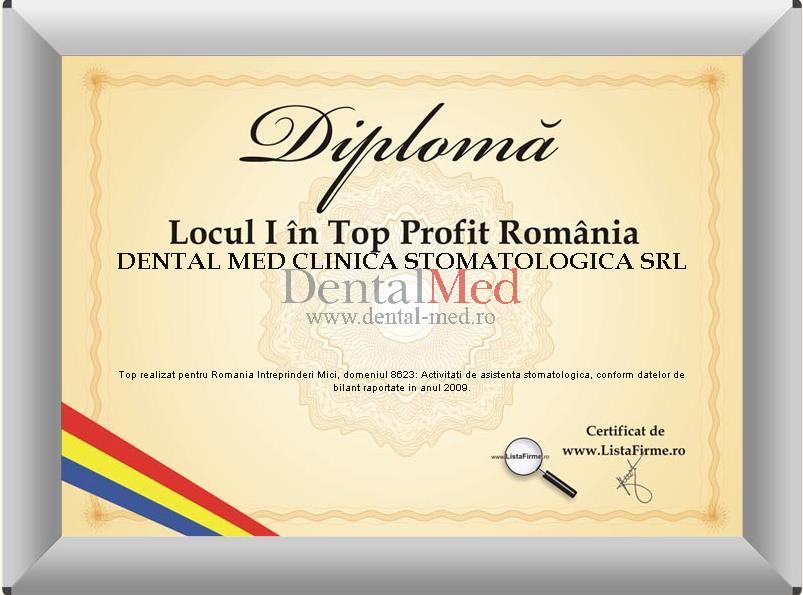 Diplomă
Locul I în Top Profit România
DENTAL MED CLINICA STOMATOLOGICA SRL
DentalMed
www.dental-med.ro
Top realizat pentru Romania Intreprinderi Mici, domeniul 8623: Activitati de asistenta stomatologica, conform datelor de
bilant raportate in anul 2009.
Certificat de
www.ListaFirme.ro
www.ListaFirme.ro